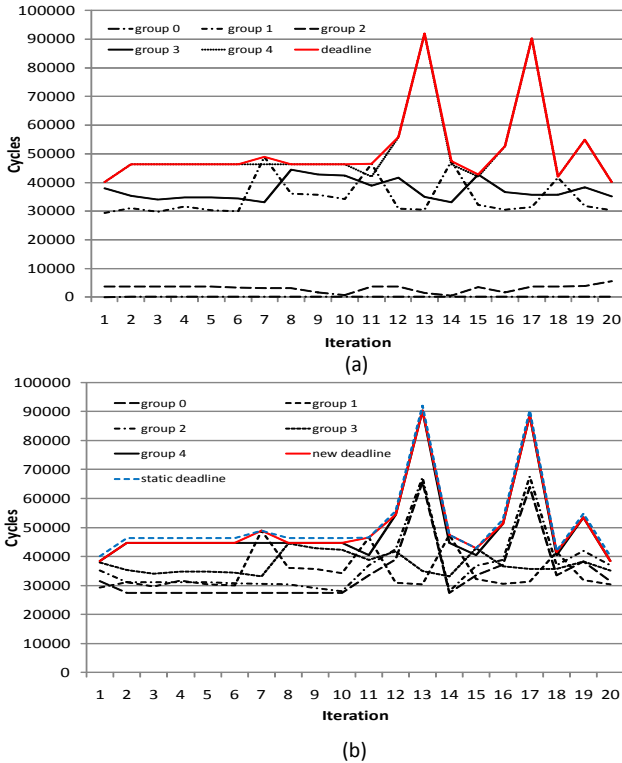 100000
90000
80000
70000
60000
50000
40000
30000
20000
10000
0
Cycles
group 0 group 1 group 2
group 3 group 4 deadline
1 2 3 4 5 6 7 8 9 10 11 12 13 14 15 16 17 18 19 20
Iteration
(a)
100000
90000
80000
70000
60000
50000
40000
30000
20000
10000
0
Cycles
group 0 group 1
group 2 group 3
group 4 new deadline
static deadline
1 2 3 4 5 6 7 8 9 10 11 12 13 14 15 16 17 18 19 20
Iteration
(b)